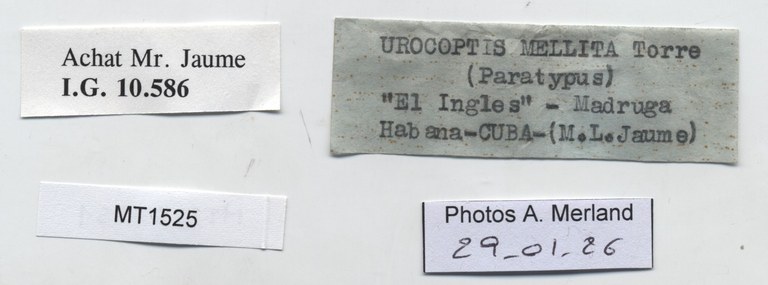 Achat Mr. Jaume
I.G. 10.586
UROCOPTIS MELLITA Torre
(Paratypus)
"El Ingles" - Madruga
Habana-CUBA-(M.L.Jaume)
MT1525
Photos A. Merland
29_01_26